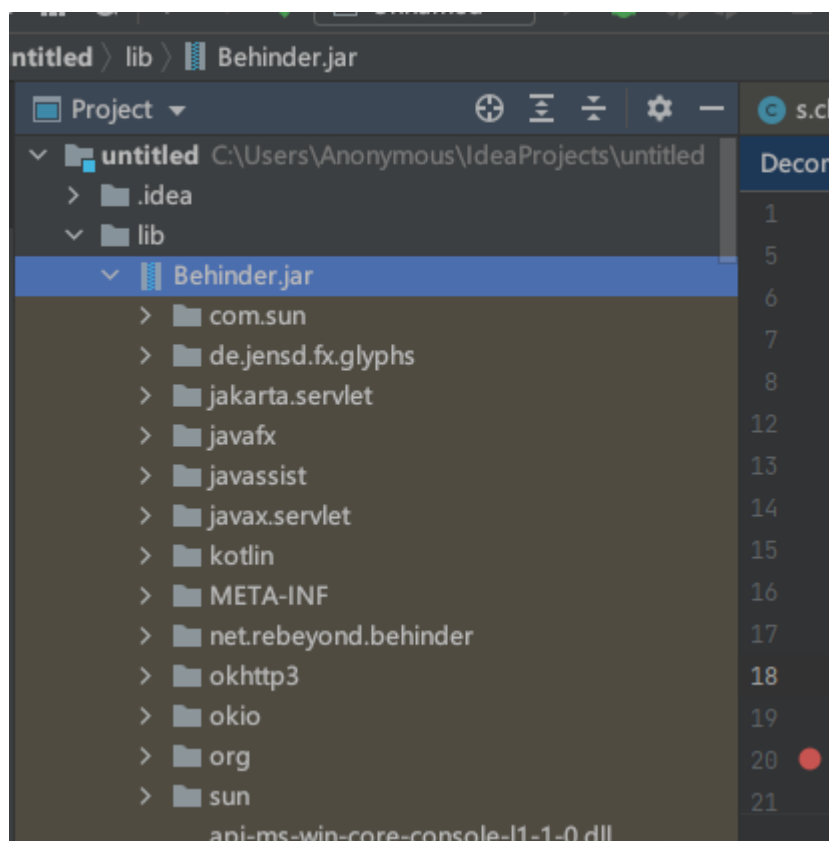 ntitled lib Behinder.jar
Project
s.cl
untitled C:\Users\Anonymous\IdeaProjects\untitled
Decor
.idea
1
lib
5
Behinder.jar
6
com.sun
7
de.jensd.fx.glyphs
8
jakarta.servlet
12
javafx
13
javassist
14
javax.servlet
15
kotlin
16
META-INF
17
net.rebeyond.behinder
18
okhttp3
19
okio
20
org
21
sun
api-ms-win-core-console-l1-1-0.dll